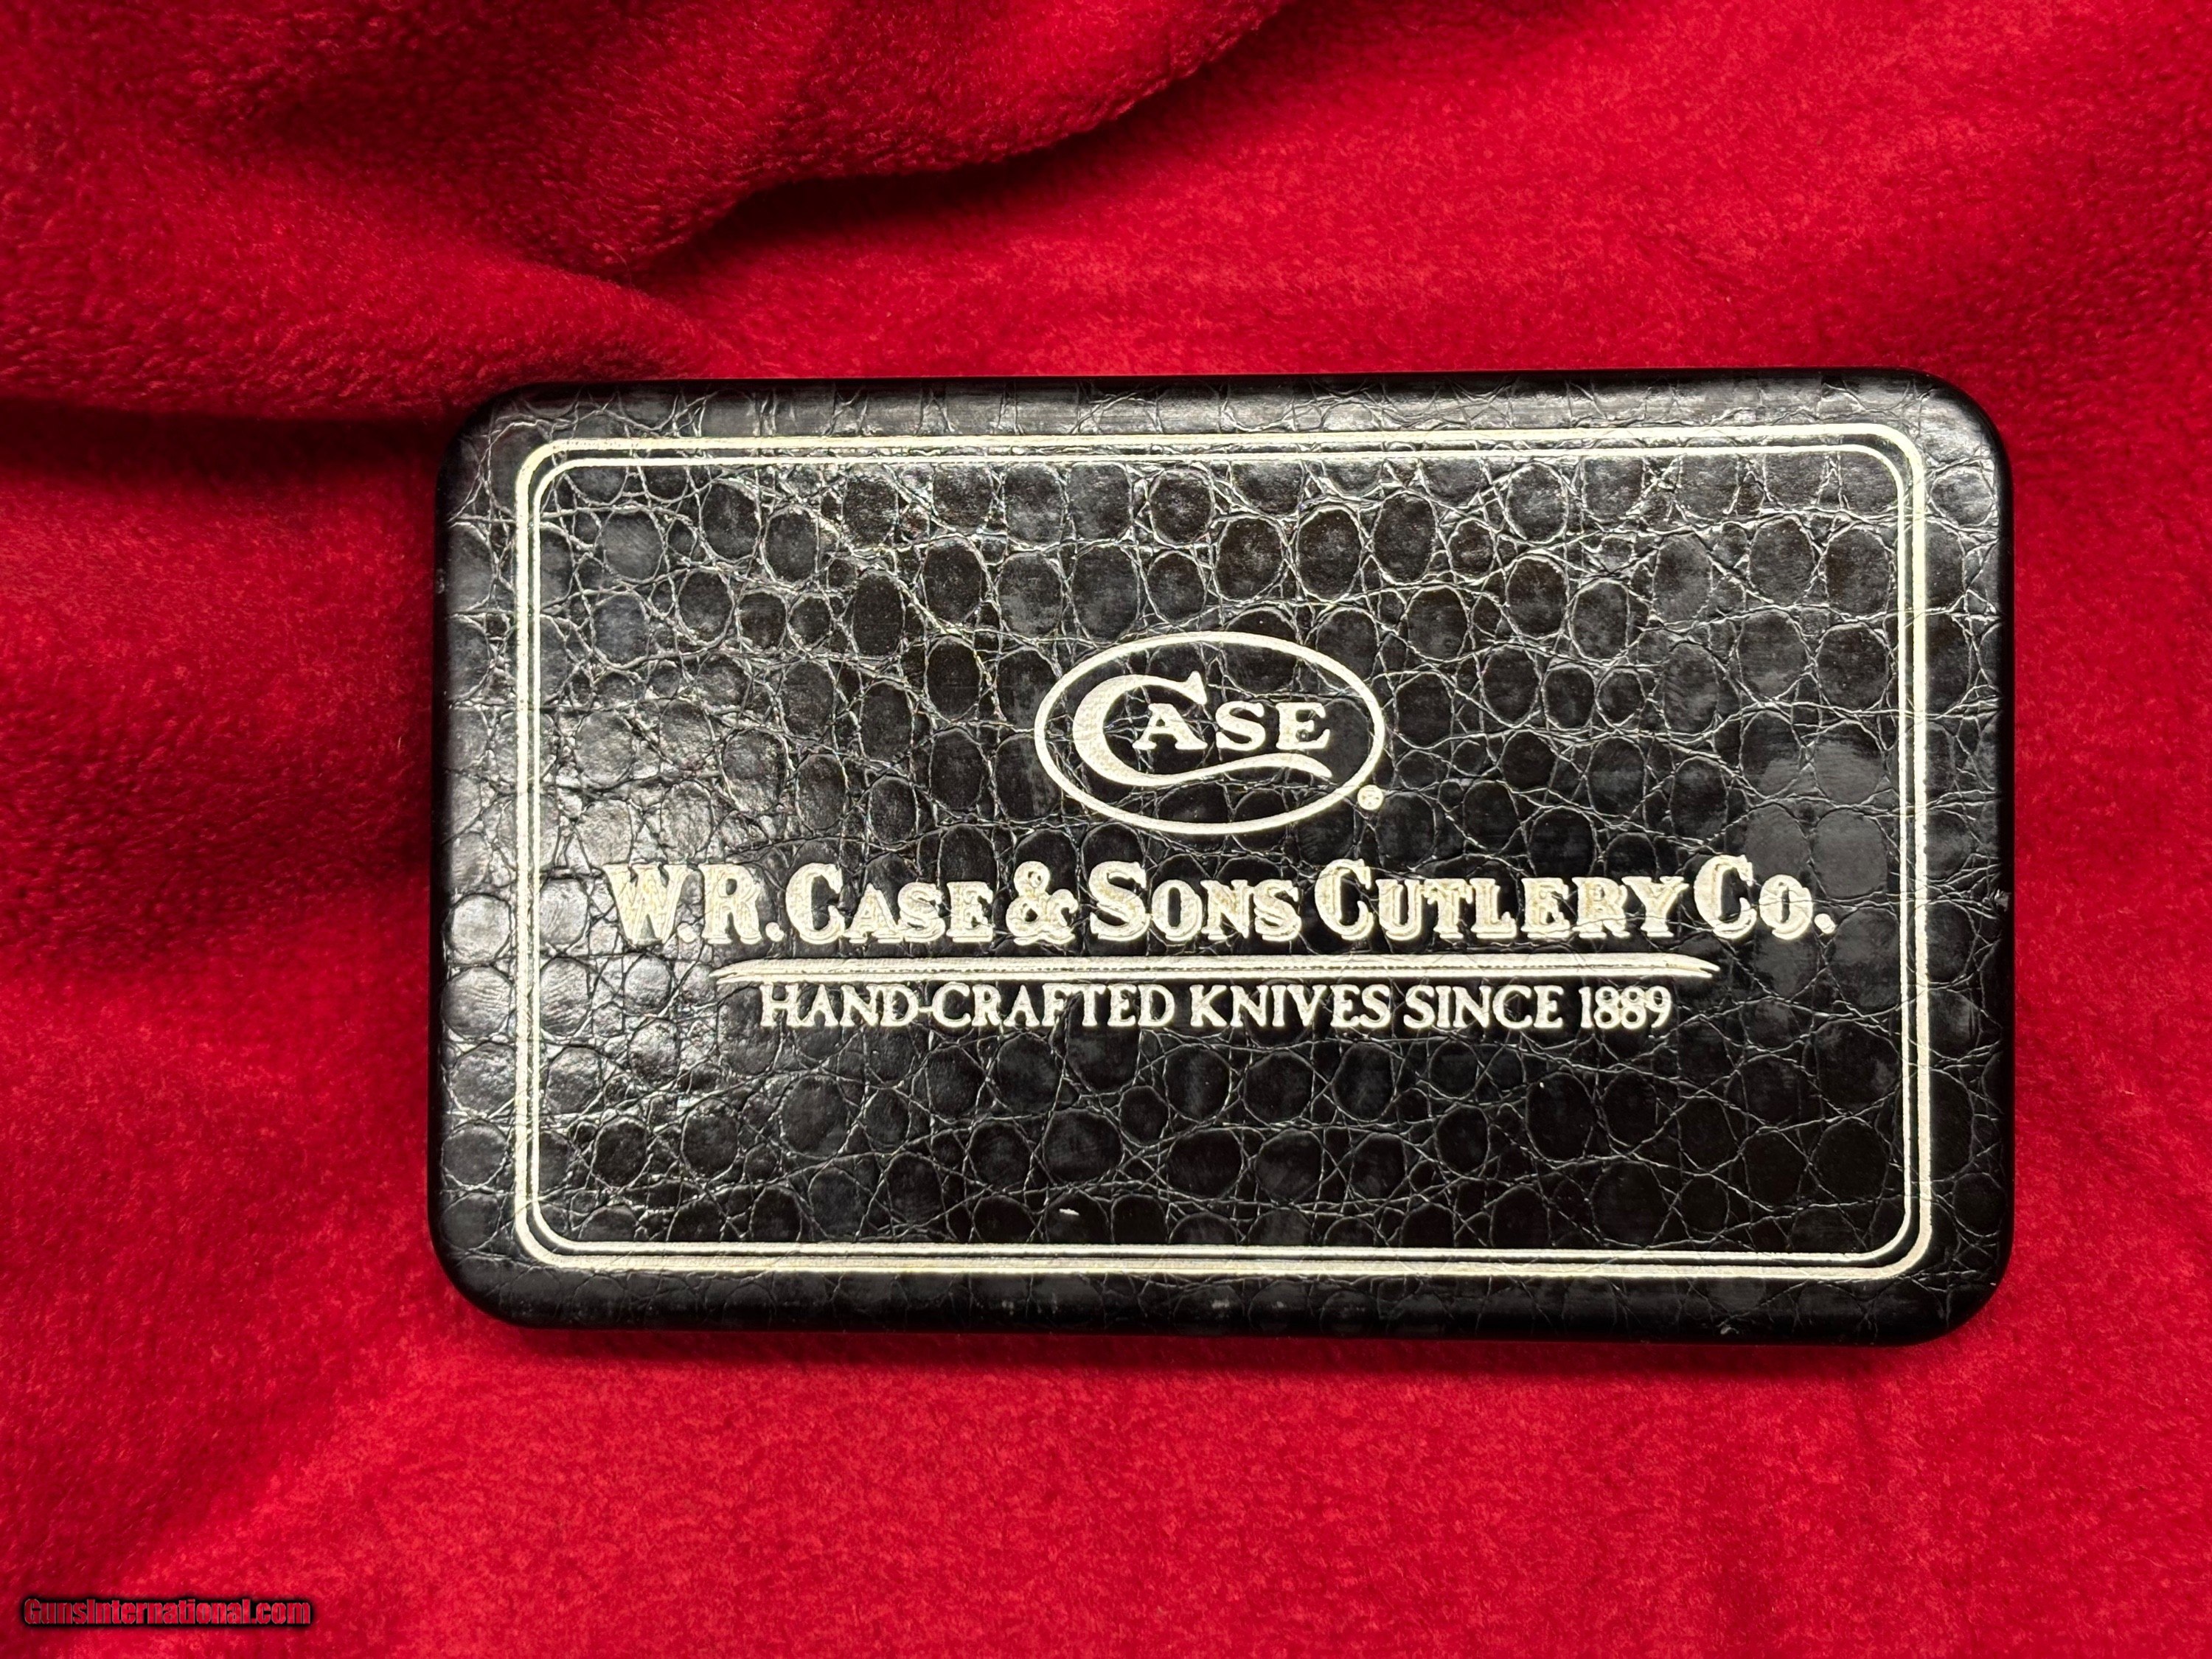 CASE®
W.R. CASE & SONS CUTLERY CO.
HAND-CRAFTED KNIVES SINCE 1889
GunsInternational.com